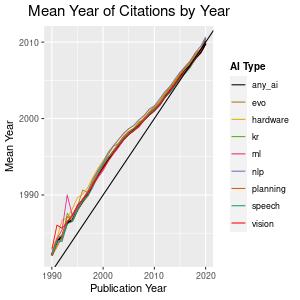 Mean Year of Citations by Year
Mean Year
2010
2000
1990
1990
2000
2010
2020
Publication Year
AI Type
any_ai
evo
hardware
kr
ml
nlp
planning
speech
vision